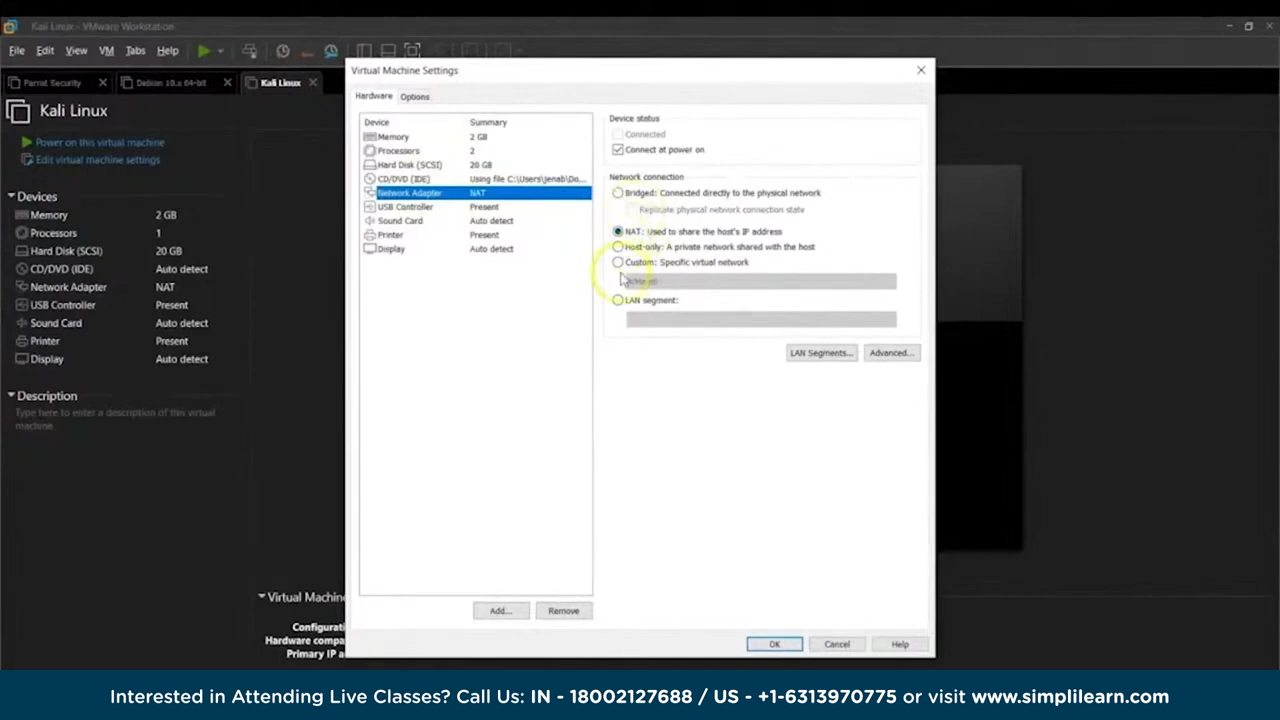 Kali Linux - VMware Workstation
File Edit View VM Tabs Help
Parrot Security Debian 10.x 64-bit Kali Linux
Kali Linux
Power on this virtual machine
Edit virtual machine settings
Devices
Memory 2 GB
Processors 1
Hard Disk (SCSI) 20 GB
CD/DVD (IDE) Auto detect
Network Adapter NAT
USB Controller Present
Sound Card Auto detect
Printer Present
Display Auto detect
Description
Type here to enter a description of this virtual
machine.
Virtual Machine Settings
Hardware Options
Device Summary
Memory 2 GB
Processors 2
Hard Disk (SCSI) 20 GB
CD/DVD (IDE) Using file C:\Users\jenab\Do...
Network Adapter NAT
USB Controller Present
Sound Card Auto detect
Printer Present
Display Auto detect
Add... Remove
Device status
Connected
Connect at power on
Network connection
Bridged: Connected directly to the physical network
Replicate physical network connection state
NAT: Used to share the host's IP address
Host-only: A private network shared with the host
Custom: Specific virtual network
LAN segment:
LAN Segments... Advanced...
OK Cancel Help
Virtual Machin
Configurati
Hardware compa
Primary IP a
Interested in Attending Live Classes? Call Us: IN - 18002127688 / US - +1-6313970775 or visit www.simplilearn.com